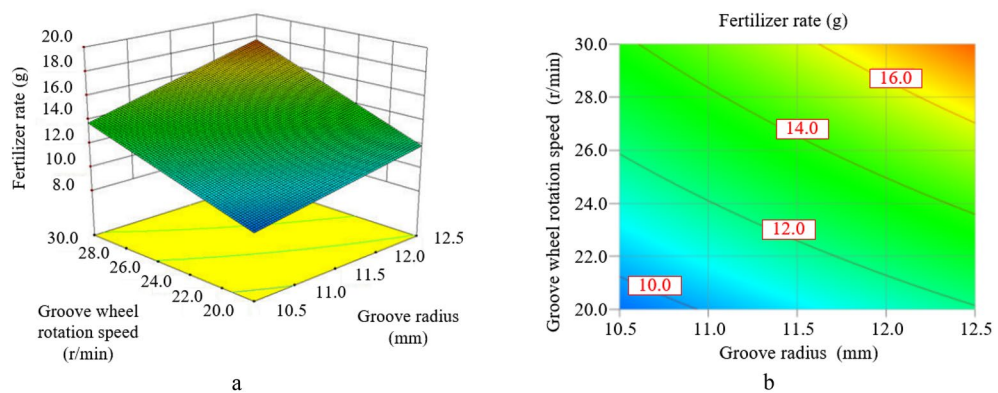 20.0
18.0
16.0
14.0
12.0
10.0
8.0
Fertilizer rate (g)
30.0
28.0
26.0
24.0
22.0
20.0
Groove wheel
rotation speed
(r/min)
10.5
11.0
11.5
12.0
12.5
Groove radius
(mm)
a
Fertilizer rate (g)
30.0
28.0
26.0
24.0
22.0
20.0
Groove wheel rotation speed (r/min)
16.0
14.0
12.0
10.0
10.5 11.0 11.5 12.0 12.5
Groove radius (mm)
b